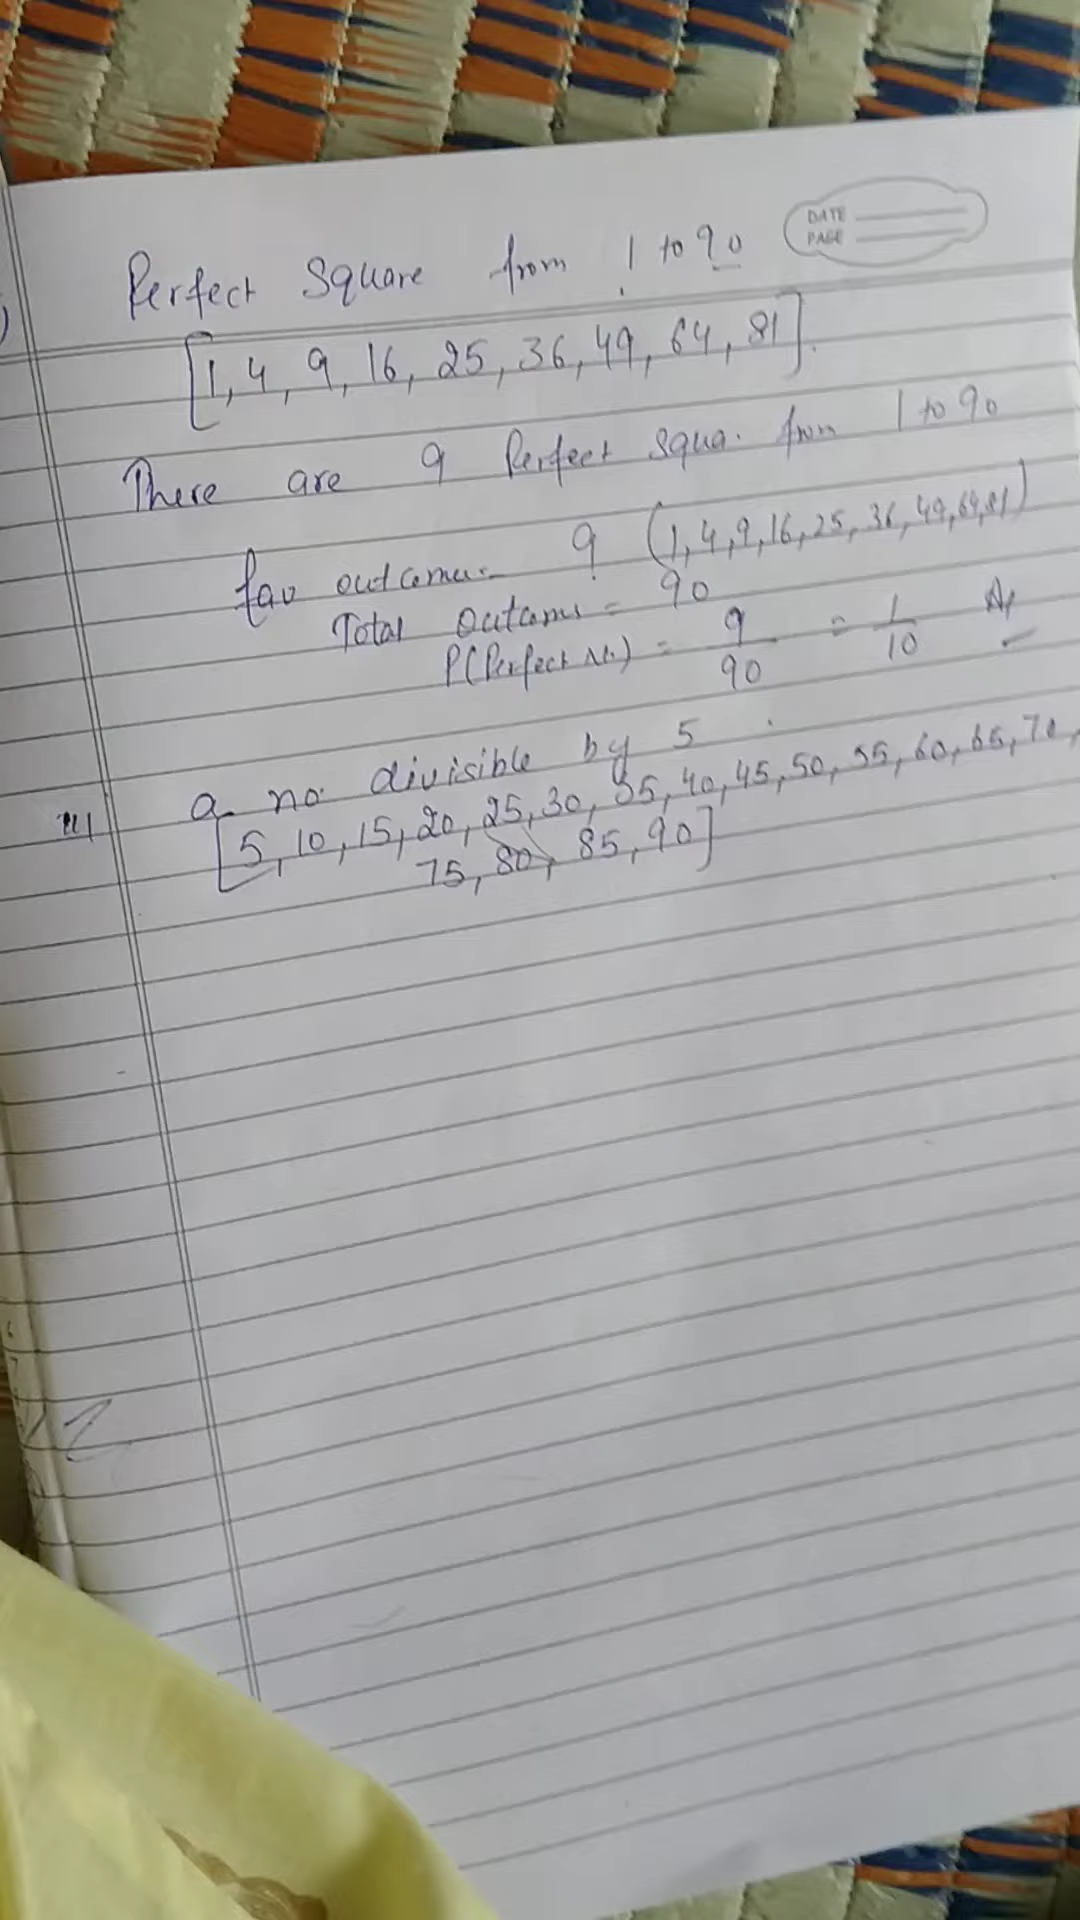 DATE
PAGE
Perfect Square from 1 to 90
[1, 4, 9, 16, 25, 36, 49, 64, 81].
There are 9 Perfect Squa. from 1 to 90
fav outcomes 9 (1,4,9,16,25,36,49,64,81)
Total outcoms = 90
P(Perfect No.) = 9/90 = 1/10
III) a no. divisible by 5
[5, 10, 15, 20, 25, 30, 35, 40, 45, 50, 55, 60, 65, 70,
75, 80, 85, 90]